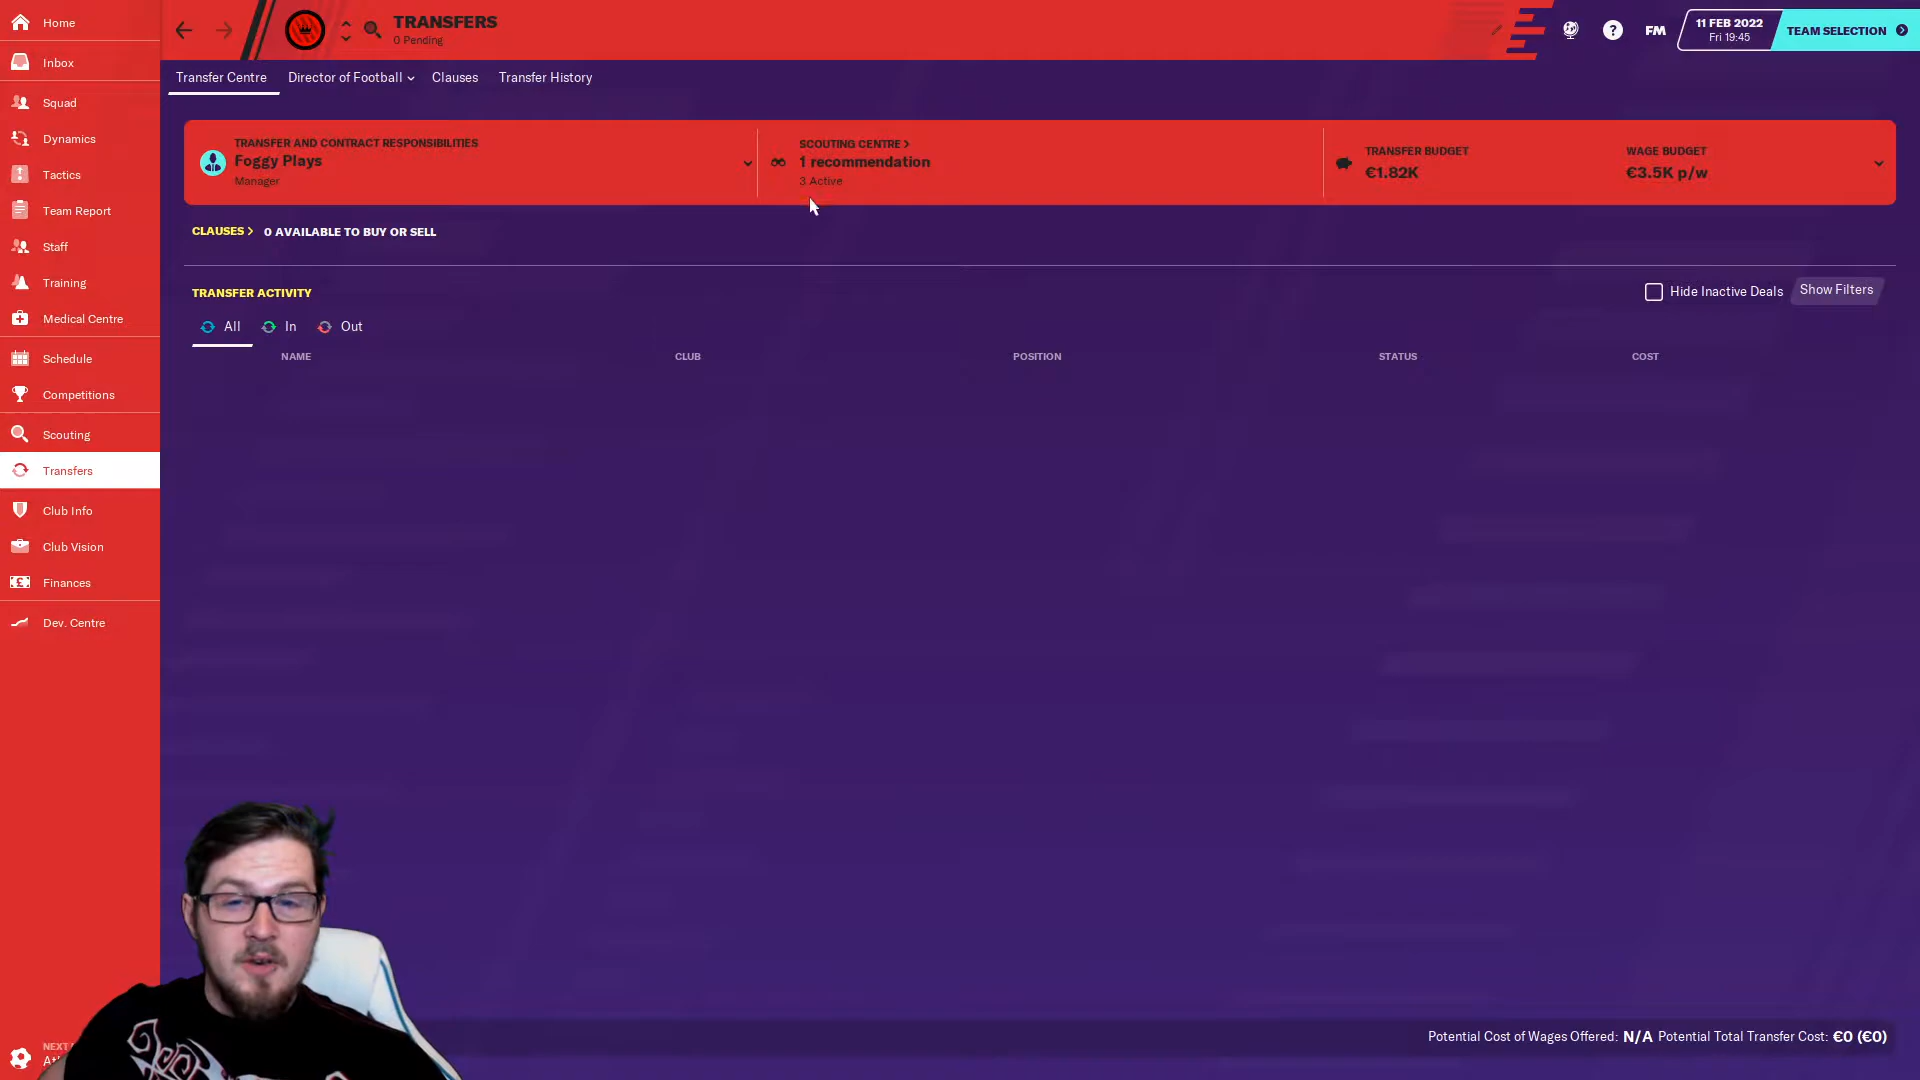 Home
Inbox
Squad
Dynamics
Tactics
Team Report
Staff
Training
Medical Centre
Schedule
Competitions
Scouting
Transfers
Club Info
Club Vision
Finances
Dev. Centre
TRANSFERS
0 Pending
FM
11 FEB 2022
Fri 19:45
TEAM SELECTION
Transfer Centre
Director of Football
Clauses
Transfer History
TRANSFER AND CONTRACT RESPONSIBILITIES
Foggy Plays
Manager
SCOUTING CENTRE >
1 recommendation
3 Active
TRANSFER BUDGET
€1.82K
WAGE BUDGET
€3.5K p/w
CLAUSES > 0 AVAILABLE TO BUY OR SELL
TRANSFER ACTIVITY
Hide Inactive Deals
Show Filters
All In Out
NAME CLUB POSITION STATUS COST
Potential Cost of Wages Offered: N/A Potential Total Transfer Cost: €0 (€0)
NEXT